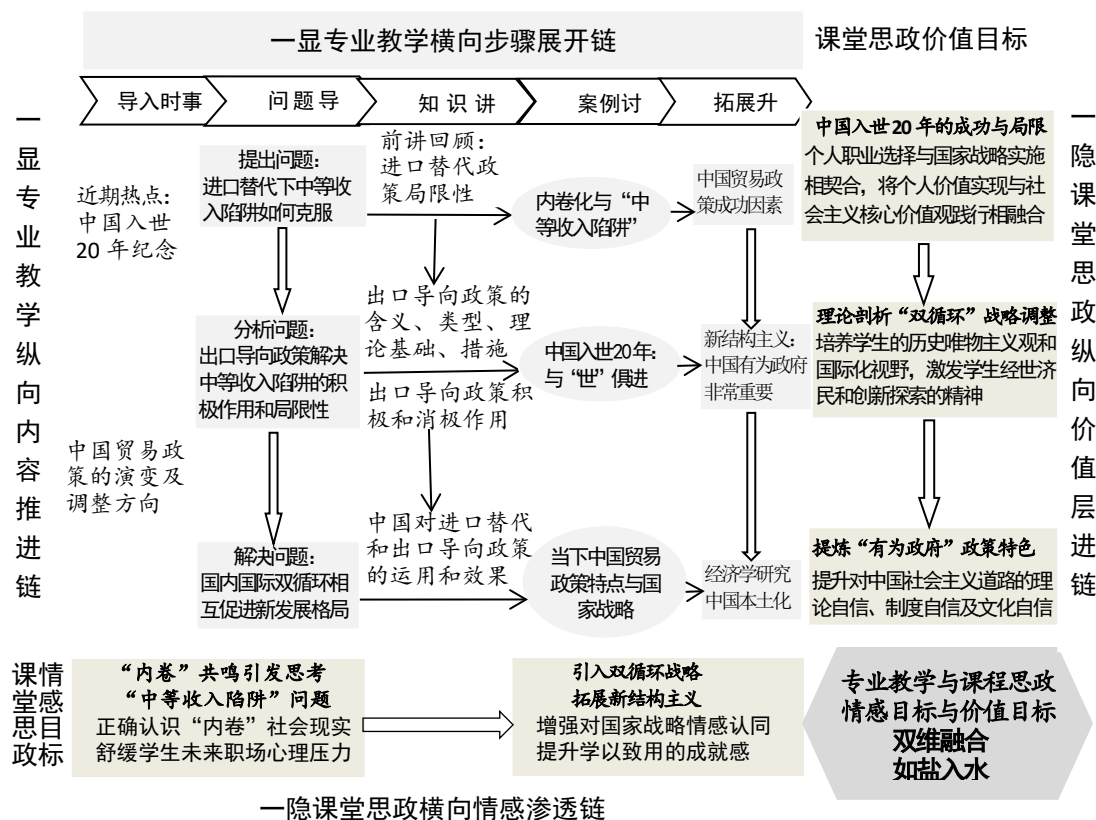 一显专业教学横向步骤展开链
课堂思政价值目标
导入时事
问题导
知识讲
案例讨
拓展升
一显专业教学纵向内容推进链
近期热点：
中国入世
20 年纪念
中国贸易政
策的演变及
调整方向
提出问题：
进口替代下中等收
入陷阱如何克服
分析问题：
出口导向政策解决
中等收入陷阱的积
极作用和局限性
解决问题：
国内国际双循环相
互促进新发展格局
前讲回顾：
进口替代政
策局限性
出口导向政策的
含义、类型、理
论基础、措施
出口导向政策积
极和消极作用
中国对进口替代
和出口导向政策
的运用和效果
内卷化与“中
等收入陷阱”
中国入世20年：
与“世”俱进
当下中国贸易
政策特点与国
家战略
中国贸易政
策成功因素
新结构主义：
中国有为政府
非常重要
经济学研究
中国本土化
中国入世20 年的成功与局限
个人职业选择与国家战略实施
相契合，将个人价值实现与社
会主义核心价值观践行相融合
理论剖析“双循环”战略调整
培养学生的历史唯物主义观和
国际化视野，激发学生经世济
民和创新探索的精神
提炼“有为政府”政策特色
提升对中国社会主义道路的理
论自信、制度自信及文化自信
一隐课堂思政纵向价值层进链
课堂思政
情感目标
“内卷”共鸣引发思考
“中等收入陷阱”问题
正确认识“内卷”社会现实
舒缓学生未来职场心理压力
引入双循环战略
拓展新结构主义
增强对国家战略情感认同
提升学以致用的成就感
专业教学与课程思政
情感目标与价值目标
双维融合
如盐入水
一隐课堂思政横向情感渗透链